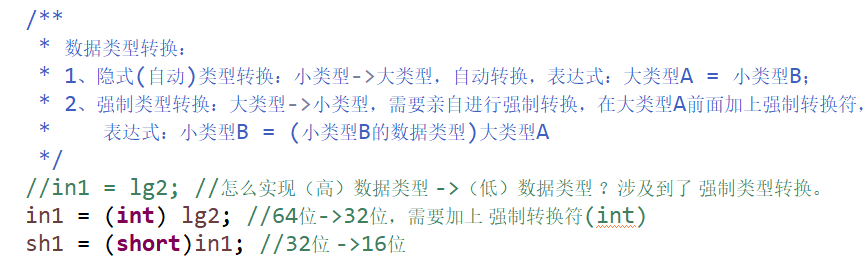 /**
* 数据类型转换：
* 1、隐式(自动)类型转换：小类型->大类型，自动转换，表达式：大类型A = 小类型B；
* 2、强制类型转换：大类型->小类型，需要亲自进行强制转换，在大类型A前面加上强制转换符，
* 表达式：小类型B = (小类型B的数据类型)大类型A
*/
//in1 = lg2; //怎么实现（高）数据类型 ->（低）数据类型 ？涉及到了 强制类型转换。
in1 = (int) lg2; //64位->32位，需要加上 强制转换符(int)
sh1 = (short)in1; //32位 ->16位